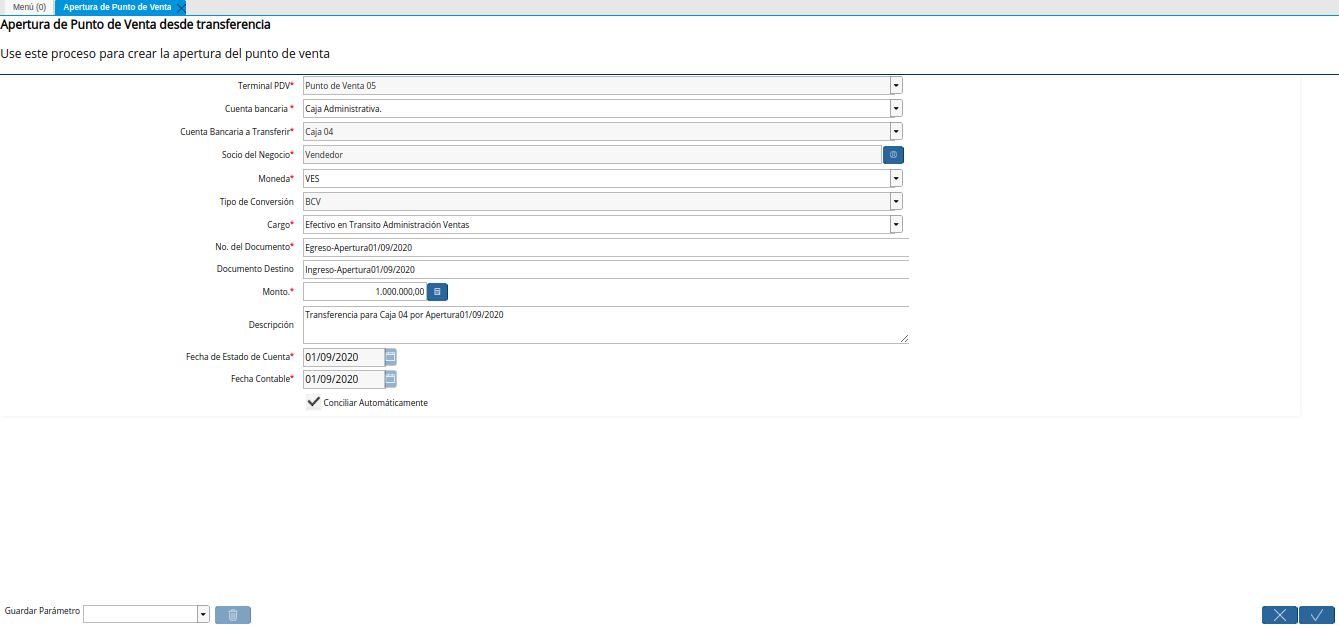 Menú (0) Apertura de Punto de Venta
Apertura de Punto de Venta desde transferencia
Use este proceso para crear la apertura del punto de venta
Terminal PDV* Punto de Venta 05
Cuenta bancaria * Caja Administrativa.
Cuenta Bancaria a Transferir* Caja 04
Socio del Negocio* Vendedor
Moneda* VES
Tipo de Conversión BCV
Cargo* Efectivo en Transito Administración Ventas
No. del Documento* Egreso-Apertura01/09/2020
Documento Destino Ingreso-Apertura01/09/2020
Monto.* 1.000.000,00
Descripción Transferencia para Caja 04 por Apertura01/09/2020
Fecha de Estado de Cuenta* 01/09/2020
Fecha Contable* 01/09/2020
Conciliar Automáticamente
Guardar Parámetro